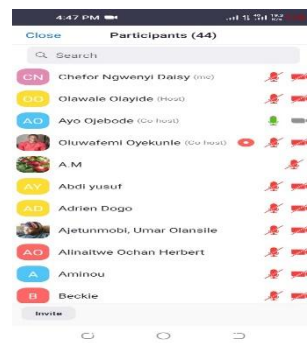 4:47 PM
Close Participants (44)
Search
CN Chefor Ngwenyi Daisy (me)
OO Olawale Olayide (Host)
AO Ayo Ojebode (Co host)
Oluwafemi Oyekunle (Co host)
A.M
AY Abdi yusuf
AD Adrien Dogo
Ajetunmobi, Umar Olansile
AO Alinaitwe Ochan Herbert
A Aminou
B Beckie
Invite